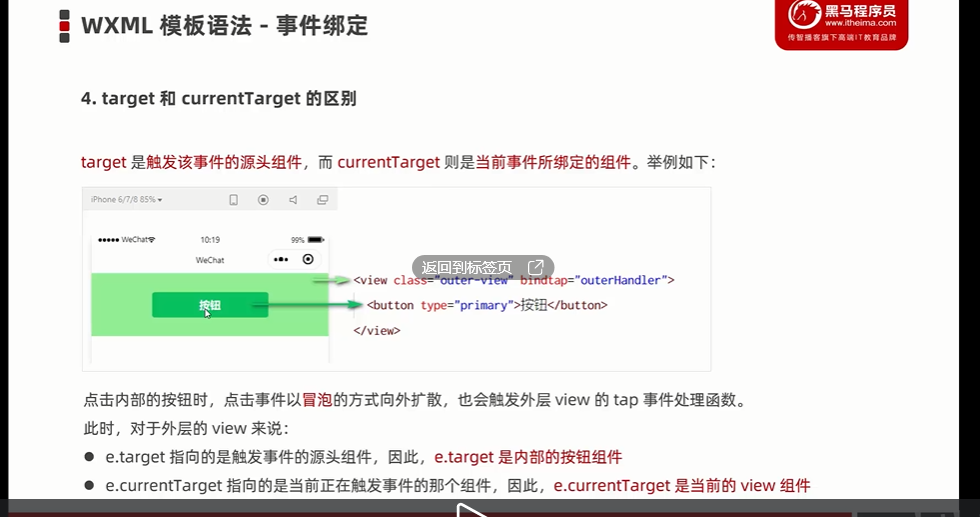 WXML 模板语法 - 事件绑定
黑马程序员
www.itheima.com
传智播客旗下高端IT教育品牌
4. target 和 currentTarget 的区别
target 是触发该事件的源头组件，而 currentTarget 则是当前事件所绑定的组件。举例如下：
iPhone 6/7/8 85%
WeChat 10:19 99%
WeChat
返回到标签页
<view class="outer-view" bindtap="outerHandler">
按钮
<button type="primary">按钮</button>
</view>
点击内部的按钮时，点击事件以冒泡的方式向外扩散，也会触发外层 view 的 tap 事件处理函数。
此时，对于外层的 view 来说：
● e.target 指向的是触发事件的源头组件，因此，e.target 是内部的按钮组件
● e.currentTarget 指向的是当前正在触发事件的那个组件，因此，e.currentTarget 是当前的 view 组件